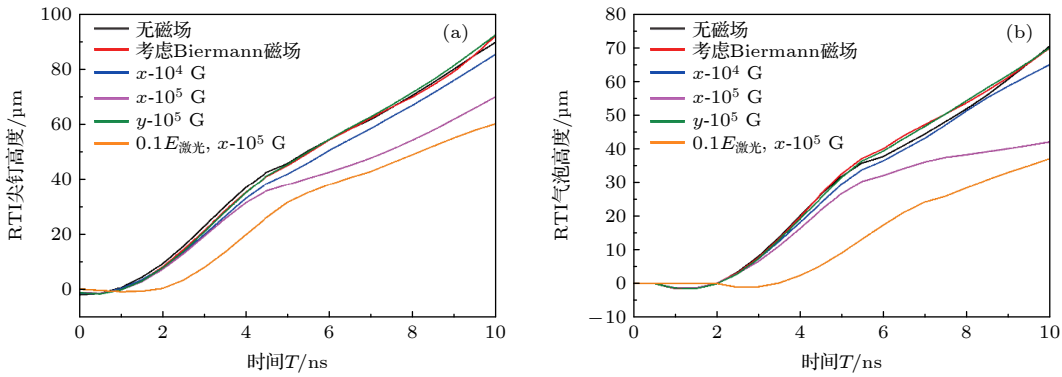 100
80
60
40
20
0
RTI尖钉高度/μm
(a)
无磁场
考虑Biermann磁场
x-10⁴ G
x-10⁵ G
y-10⁵ G
0.1E激光, x-10⁵ G
0 2 4 6 8 10
时间T/ns
80
70
60
50
40
30
20
10
0
−10
RTI气泡高度/μm
(b)
无磁场
考虑Biermann磁场
x-10⁴ G
x-10⁵ G
y-10⁵ G
0.1E激光, x-10⁵ G
0 2 4 6 8 10
时间T/ns